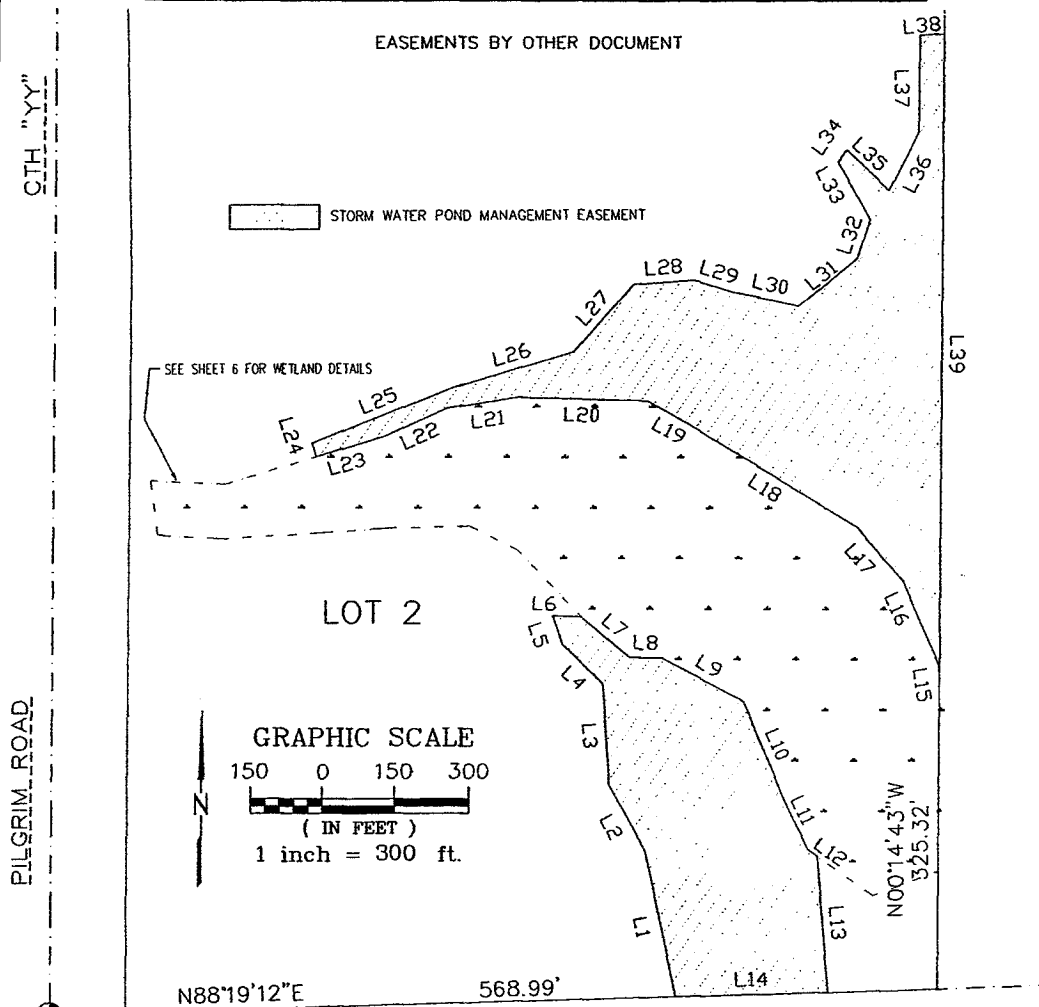 EASEMENTS BY OTHER DOCUMENT
L38
CTH "YY"
L37
L34
L35
L36
L33
STORM WATER POND MANAGEMENT EASEMENT
L32
L31
L28
L29
L30
L27
L39
L26
SEE SHEET 6 FOR WETLAND DETAILS
L25
L24
L23
L22
L21
L20
L19
L18
L17
L16
L15
LOT 2
L6
L5
L7
L8
L4
L9
L3
L10
PILGRIM ROAD
GRAPHIC SCALE
150 0 150 300
N
( IN FEET )
1 inch = 300 ft.
L2
L11
L12
N00°14'43"W
325.32'
L1
L13
L14
N88°19'12"E 568.99'